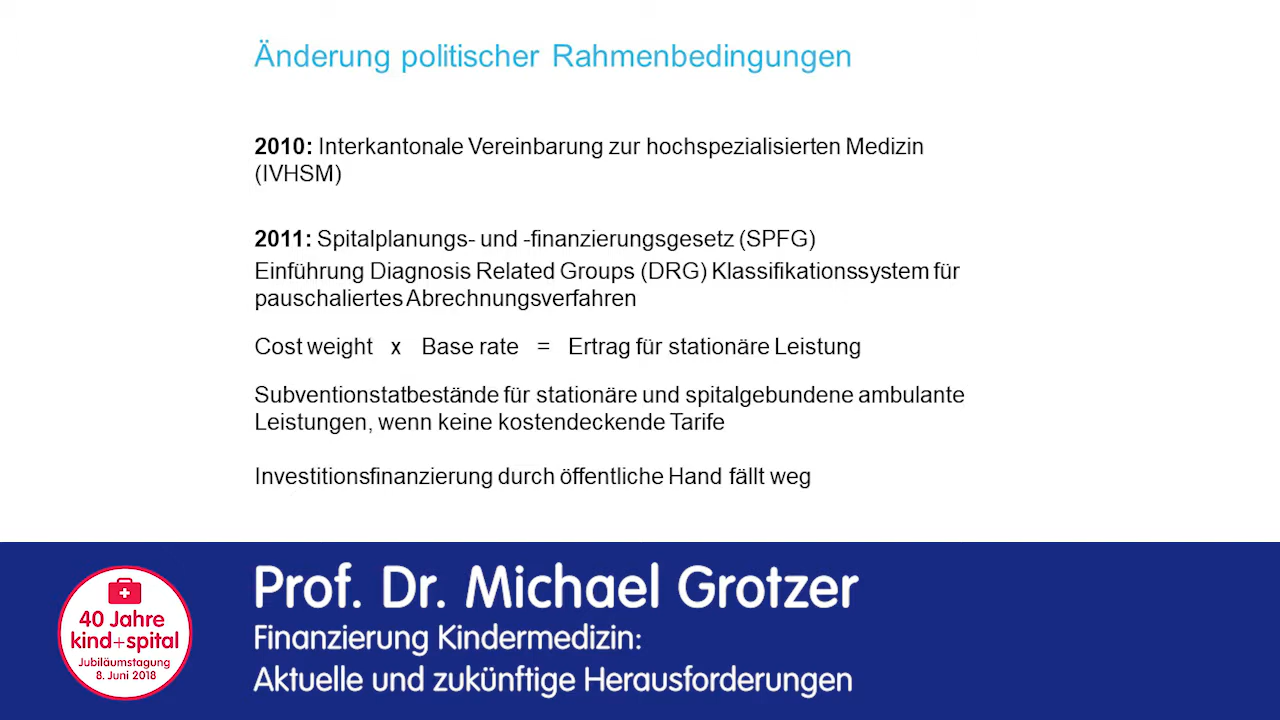 Änderung politischer Rahmenbedingungen
2010: Interkantonale Vereinbarung zur hochspezialisierten Medizin
(IVHSM)
2011: Spitalplanungs- und -finanzierungsgesetz (SPFG)
Einführung Diagnosis Related Groups (DRG) Klassifikationssystem für
pauschaliertes Abrechnungsverfahren
Cost weight x Base rate = Ertrag für stationäre Leistung
Subventionstatbestände für stationäre und spitalgebundene ambulante
Leistungen, wenn keine kostendeckende Tarife
Investitionsfinanzierung durch öffentliche Hand fällt weg
40 Jahre
kind+spital
Jubiläumstagung
8. Juni 2018
Prof. Dr. Michael Grotzer
Finanzierung Kindermedizin:
Aktuelle und zukünftige Herausforderungen